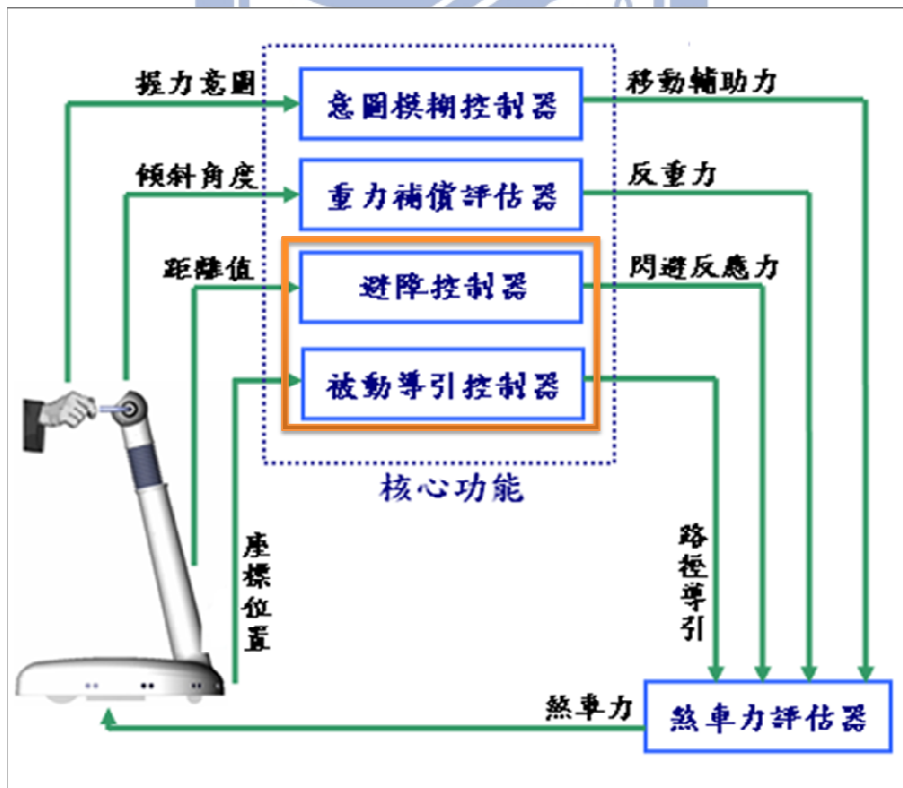 握力意圖
意圖模糊控制器
移動輔助力
傾斜角度
重力補償評估器
反重力
距離值
避障控制器
閃避反應力
被動導引控制器
核心功能
座標位置
路徑導引
煞車力
煞車力評估器